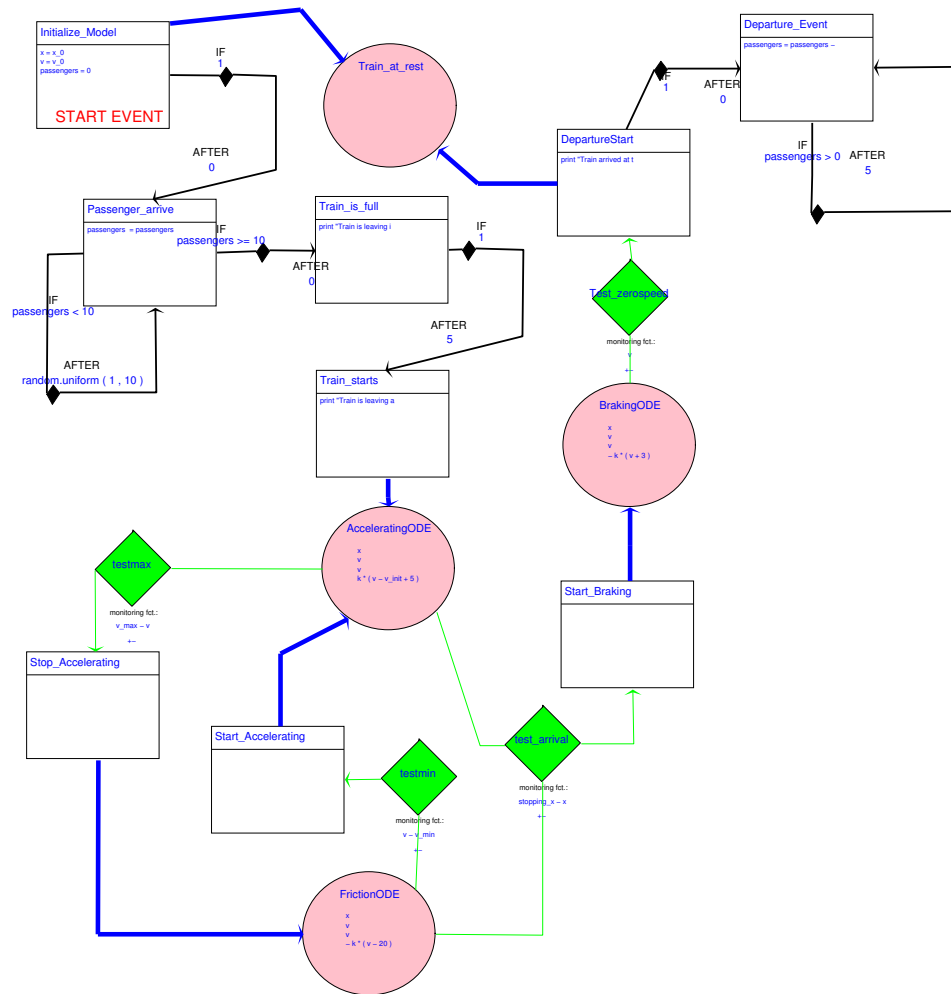 Initialize_Model
x = x_0
v = v_0
passengers = 0
START EVENT
IF
1
AFTER
0
Train_at_rest
Departure_Event
passengers = passengers −
IF
1
AFTER
0
DepartureStart
print "Train arrived at t
IF
passengers > 0
AFTER
5
Passenger_arrive
passengers = passengers
IF
passengers >= 10
AFTER
0
Train_is_full
print "Train is leaving i
IF
1
AFTER
5
IF
passengers < 10
AFTER
random.uniform ( 1 , 10 )
Test_zerospeed
monitoring fct.:
v
+−
Train_starts
print "Train is leaving a
BrakingODE
x
v
v
− k * ( v + 3 )
AcceleratingODE
x
v
v
k * ( v − v_init + 5 )
testmax
monitoring fct.:
v_max − v
+−
Start_Braking
Stop_Accelerating
Start_Accelerating
testmin
monitoring fct.:
v − v_min
+−
test_arrival
monitoring fct.:
stopping_x − x
+−
FrictionODE
x
v
v
− k * ( v − 20 )